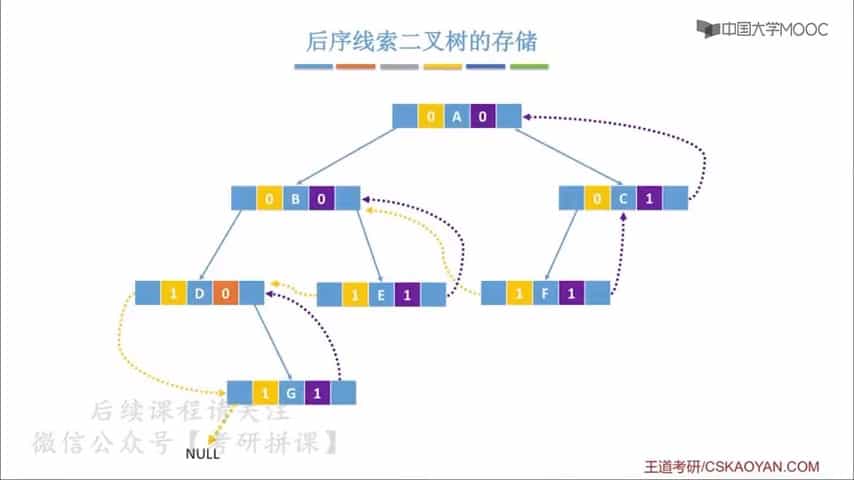 后序线索二叉树的存储
中国大学MOOC
0 A 0
0 B 0
0 C 1
1 D 0
1 E 1
1 F 1
1 G 1
后续课程请关注
微信公众号【考研拼课】
NULL
王道考研/CSKAOYAN.COM